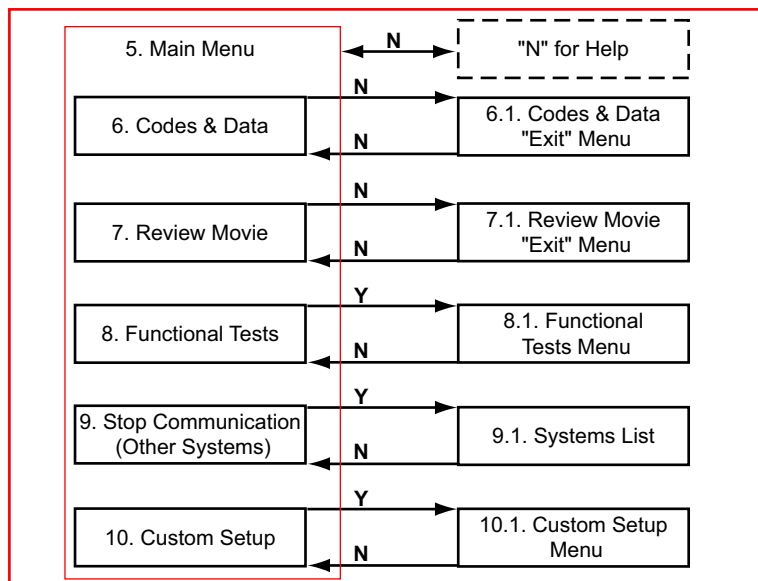 5. Main Menu
N
"N" for Help
N
6. Codes & Data
6.1. Codes & Data
"Exit" Menu
N
N
7. Review Movie
7.1. Review Movie
"Exit" Menu
N
Y
8. Functional Tests
8.1. Functional
Tests Menu
N
Y
9. Stop Communication
(Other Systems)
9.1. Systems List
N
Y
10. Custom Setup
10.1. Custom Setup
Menu
N